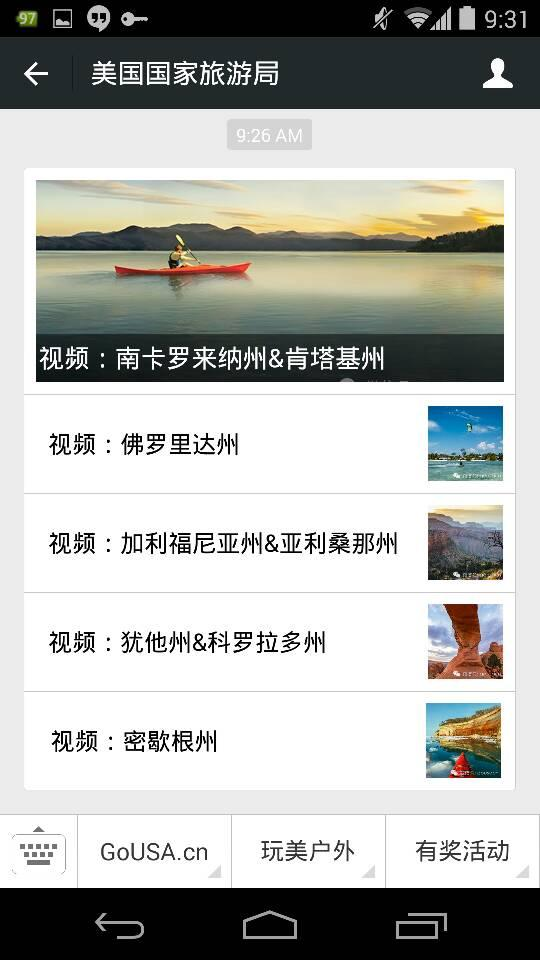 97
9:31
美国国家旅游局
9:26 AM
视频：南卡罗来纳州&肯塔基州
视频：佛罗里达州
视频：加利福尼亚州&亚利桑那州
视频：犹他州&科罗拉多州
视频：密歇根州
GoUSA.cn
玩美户外
有奖活动